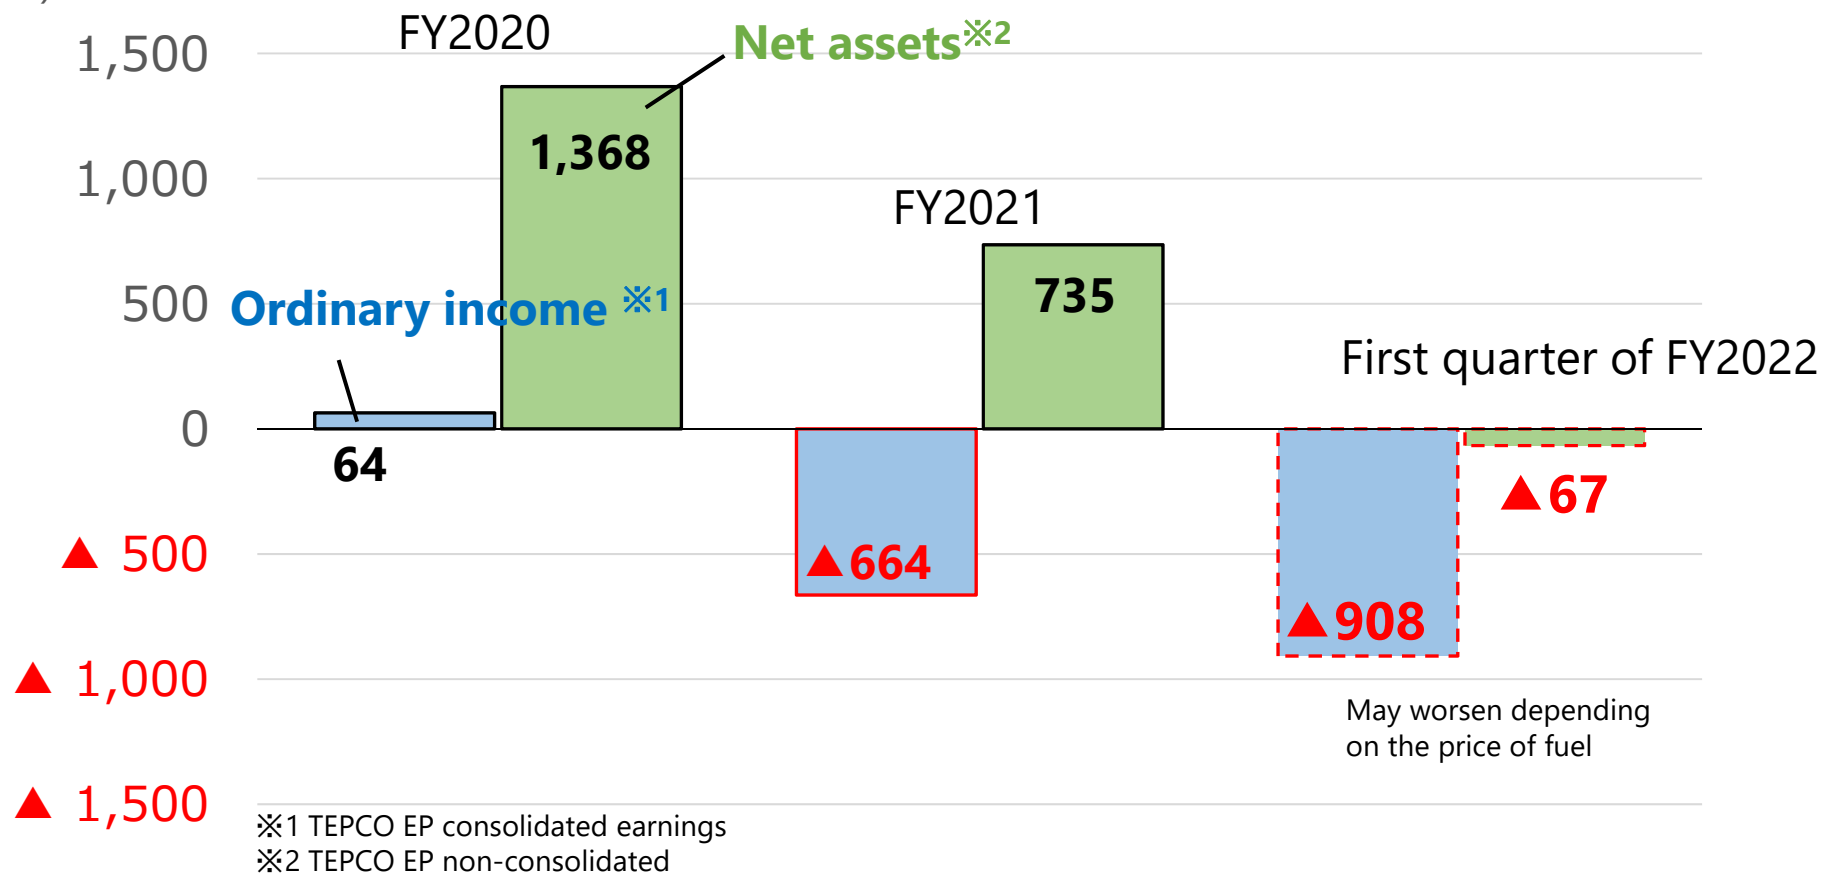 FY2020
Net assets※2
1,500
1,368
1,000
FY2021
735
500
Ordinary income ※1
First quarter of FY2022
0
64
▲67
▲ 500
▲664
▲908
▲ 1,000
May worsen depending
on the price of fuel
▲ 1,500
※1 TEPCO EP consolidated earnings
※2 TEPCO EP non-consolidated